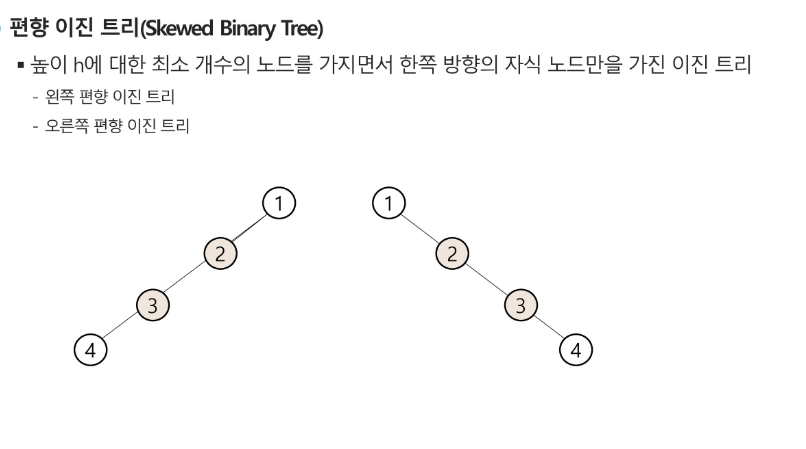 편향 이진 트리(Skewed Binary Tree)
▪ 높이 h에 대한 최소 개수의 노드를 가지면서 한쪽 방향의 자식 노드만을 가진 이진 트리
- 왼쪽 편향 이진 트리
- 오른쪽 편향 이진 트리
1 1
2 2
3 3
4 4